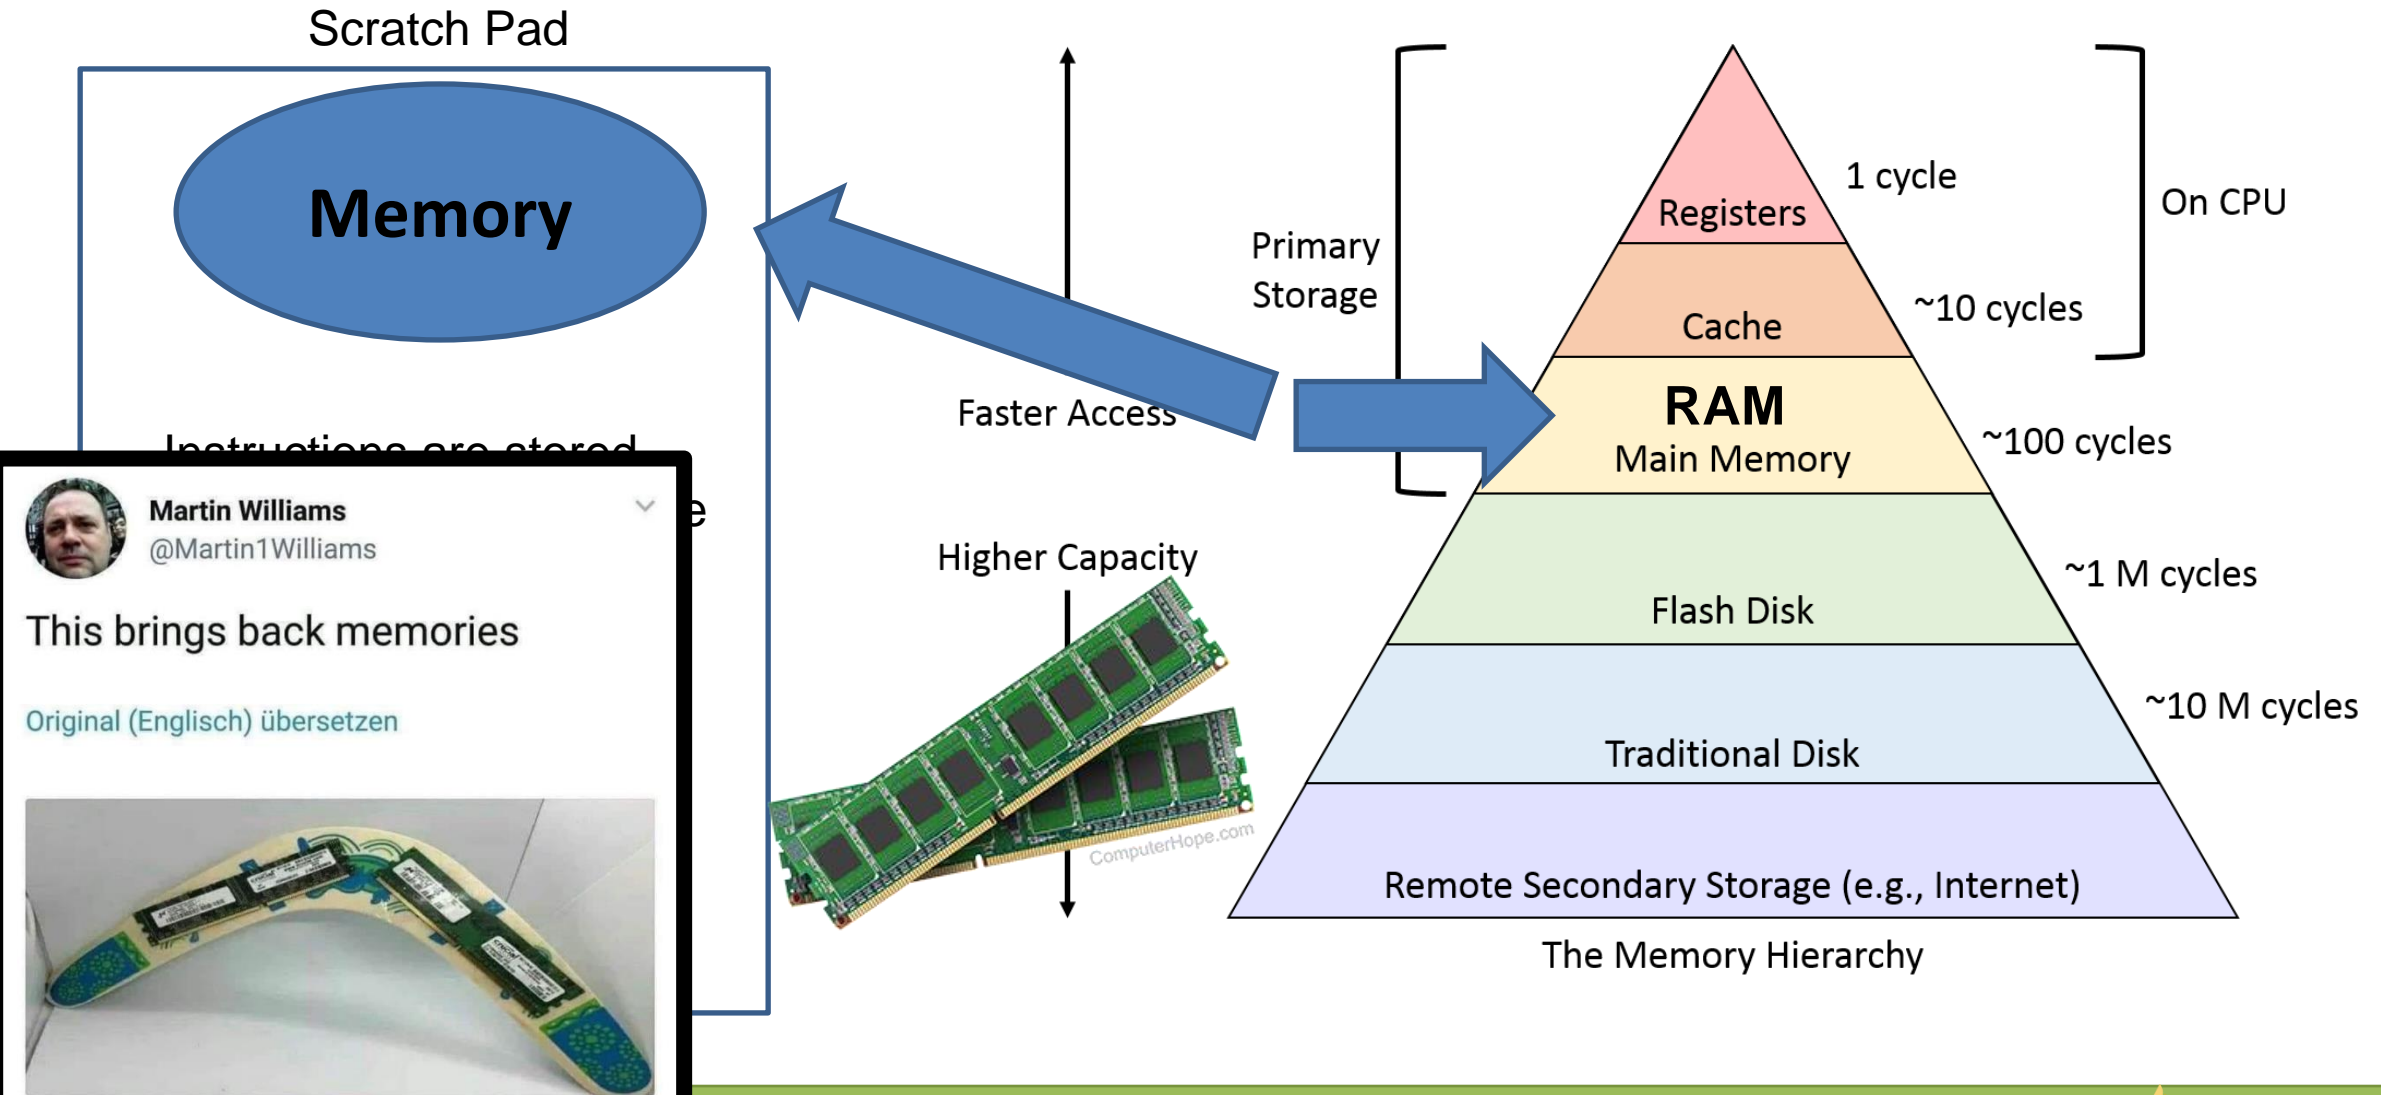 Scratch Pad
Memory
Instructions are stored
Martin Williams
@Martin1Williams
This brings back memories
Original (Englisch) übersetzen
Faster Access
Higher Capacity
ComputerHope.com
Primary
Storage
Registers
Cache
RAM
Main Memory
Flash Disk
Traditional Disk
Remote Secondary Storage (e.g., Internet)
The Memory Hierarchy
1 cycle
~10 cycles
~100 cycles
~1 M cycles
~10 M cycles
On CPU